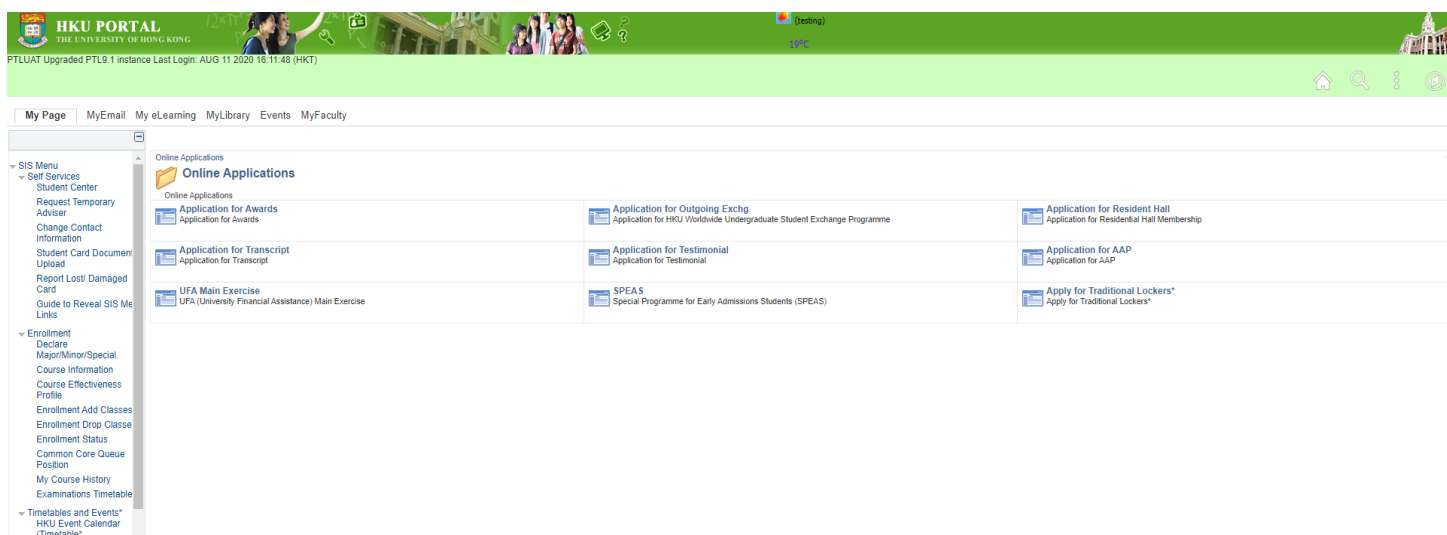 HKU PORTAL
THE UNIVERSITY OF HONG KONG
(testing)
19°C
PTLUAT Upgraded PTL9.1 instance Last Login: AUG 11 2020 16:11:48 (HKT)
My Page MyEmail My eLearning MyLibrary Events MyFaculty
SIS Menu
Self Services
Student Center
Request Temporary
Adviser
Change Contact
Information
Student Card Document
Upload
Report Lost/ Damaged
Card
Guide to Reveal SIS Me
Links
Enrollment
Declare
Major/Minor/Special.
Course Information
Course Effectiveness
Profile
Enrollment Add Classes
Enrollment Drop Classe
Enrollment Status
Common Core Queue
Position
My Course History
Examinations Timetable
Timetables and Events*
HKU Event Calendar
(Timetable*
Online Applications
Online Applications
Online Applications
Application for Awards
Application for Awards
Application for Outgoing Exchg
Application for HKU Worldwide Undergraduate Student Exchange Programme
Application for Resident Hall
Application for Residential Hall Membership
Application for Transcript
Application for Transcript
Application for Testimonial
Application for Testimonial
Application for AAP
Application for AAP
UFA Main Exercise
UFA (University Financial Assistance) Main Exercise
SPEAS
Special Programme for Early Admissions Students (SPEAS)
Apply for Traditional Lockers*
Apply for Traditional Lockers*